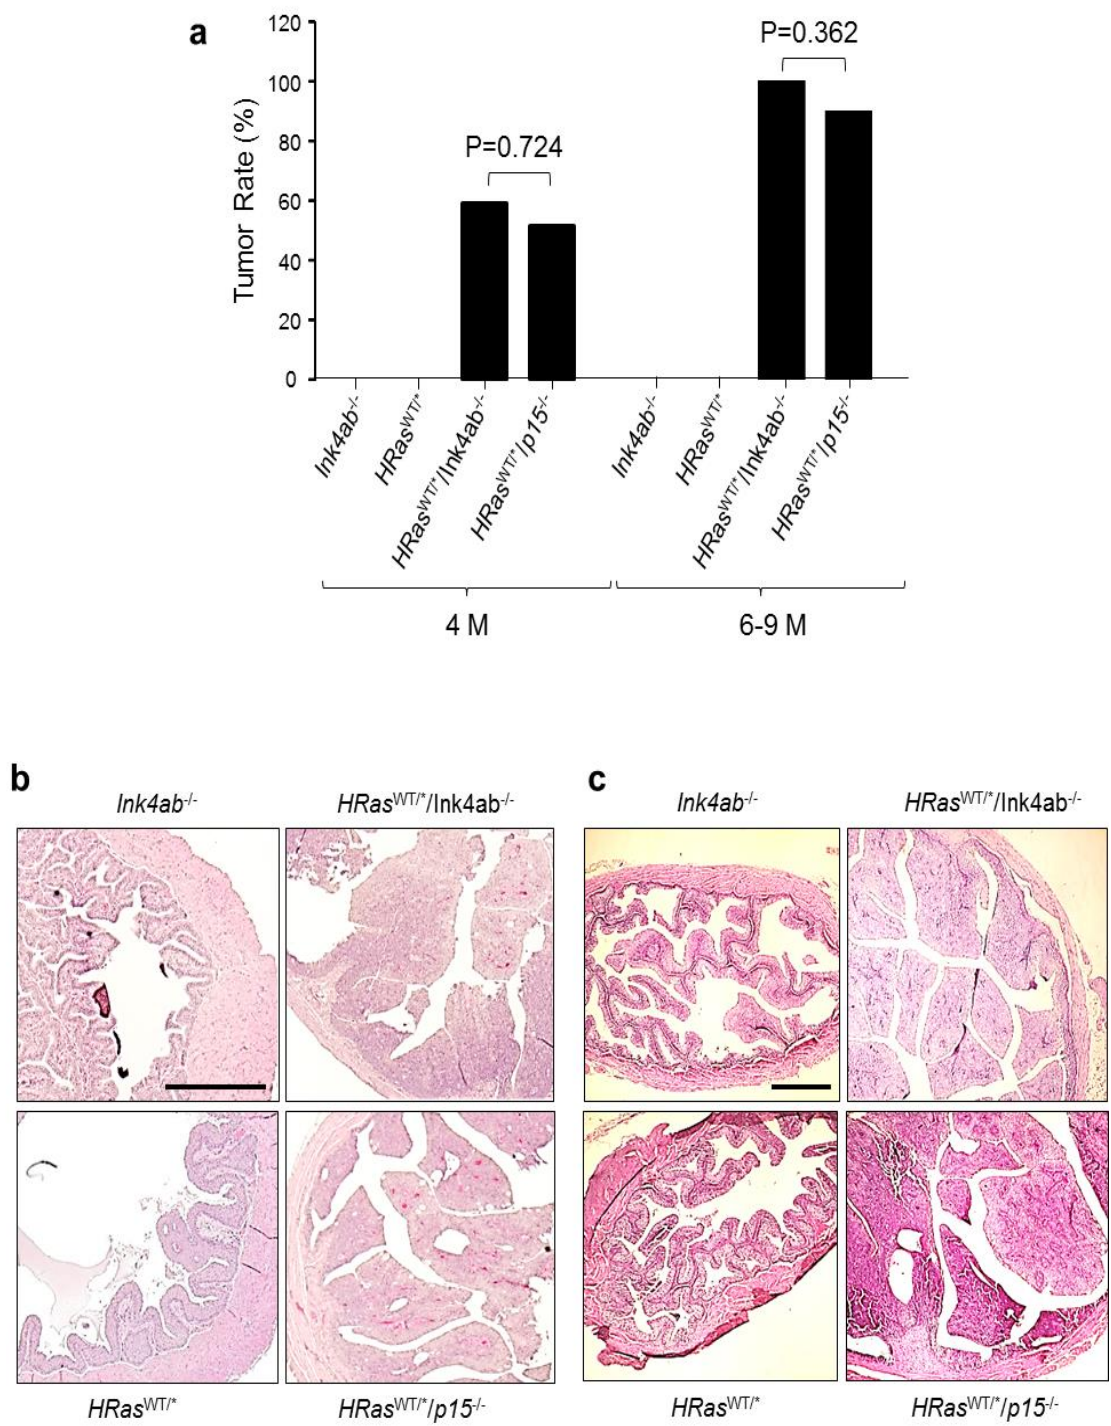 a
120
P=0.362
100
80
P=0.724
60
40
20
0
Tumor Rate (%)
Ink4ab-/-
HRasWT/*
HRasWT/*/Ink4ab-/-
HRasWT/*/p15-/-
Ink4ab-/-
HRasWT/*
HRasWT/*/Ink4ab-/-
HRasWT/*/p15-/-
4 M
6-9 M
b
Ink4ab-/-
HRasWT/*/Ink4ab-/-
HRasWT/*
HRasWT/*/p15-/-
c
Ink4ab-/-
HRasWT/*/Ink4ab-/-
HRasWT/*
HRasWT/*/p15-/-